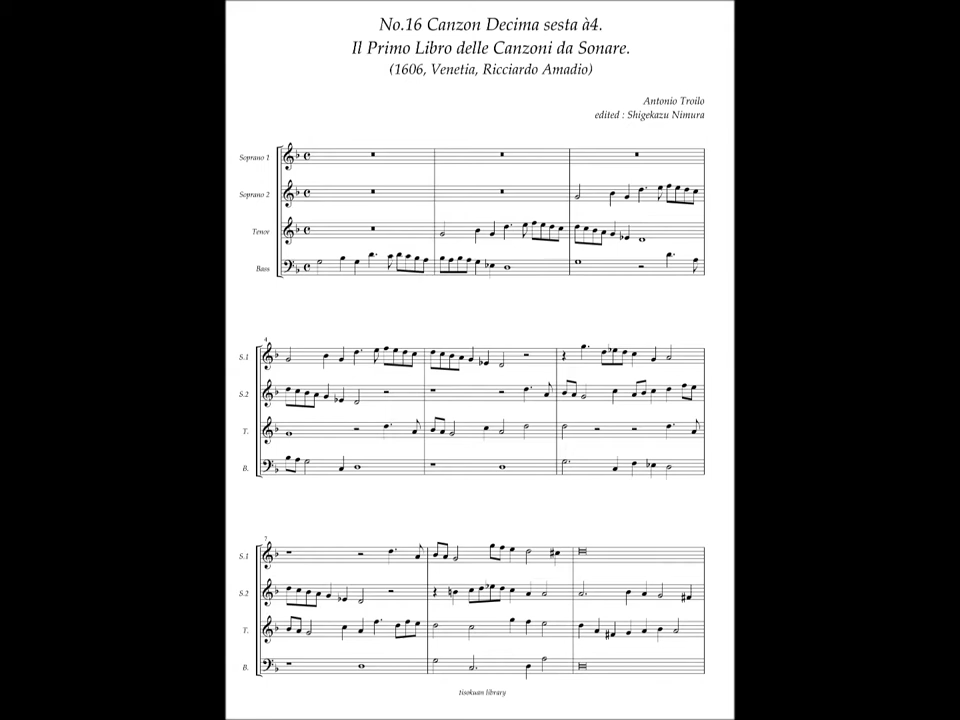 No.16 Canzon Decima sesta à4.
Il Primo Libro delle Canzoni da Sonare.
(1606, Venetia, Ricciardo Amadio)
Antonio Troilo
edited : Shigekazu Nimura
Soprano 1
Soprano 2
Tenor
Bass
4
S.1
S.2
T.
B.
7
S.1
S.2
T.
B.
tisokuan library